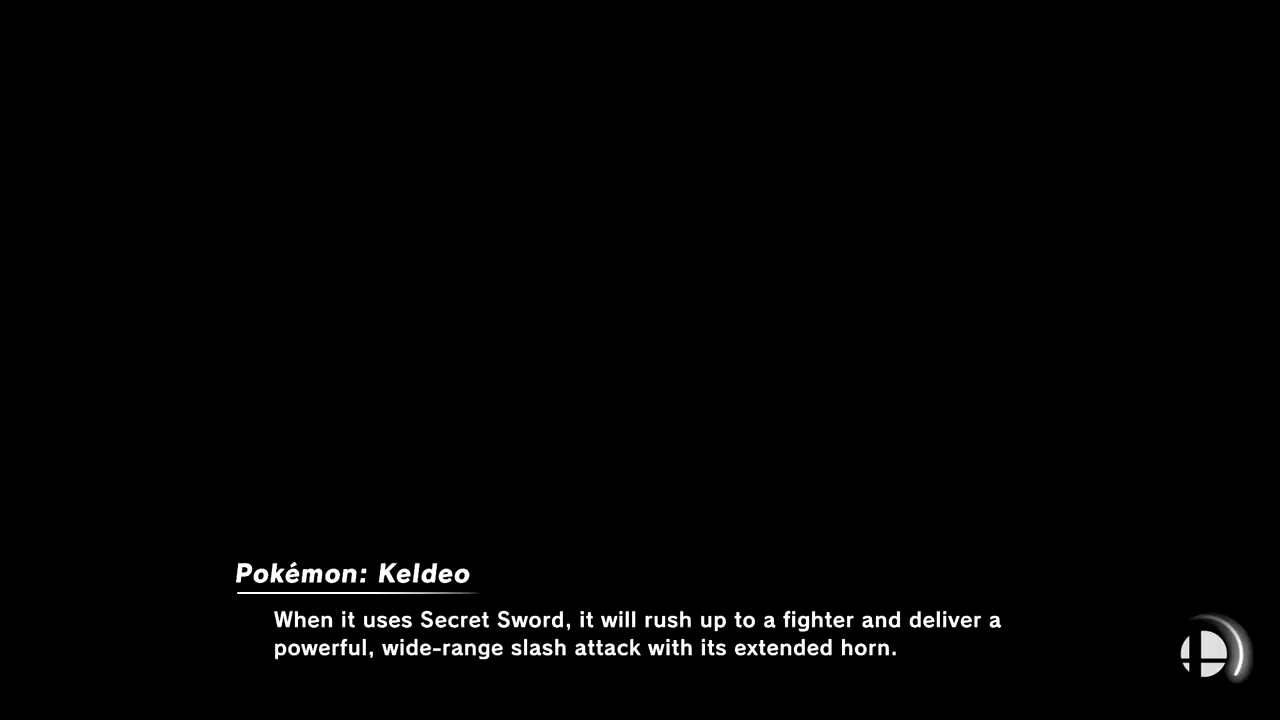 Pokémon: Keldeo
When it uses Secret Sword, it will rush up to a fighter and deliver a
powerful, wide-range slash attack with its extended horn.